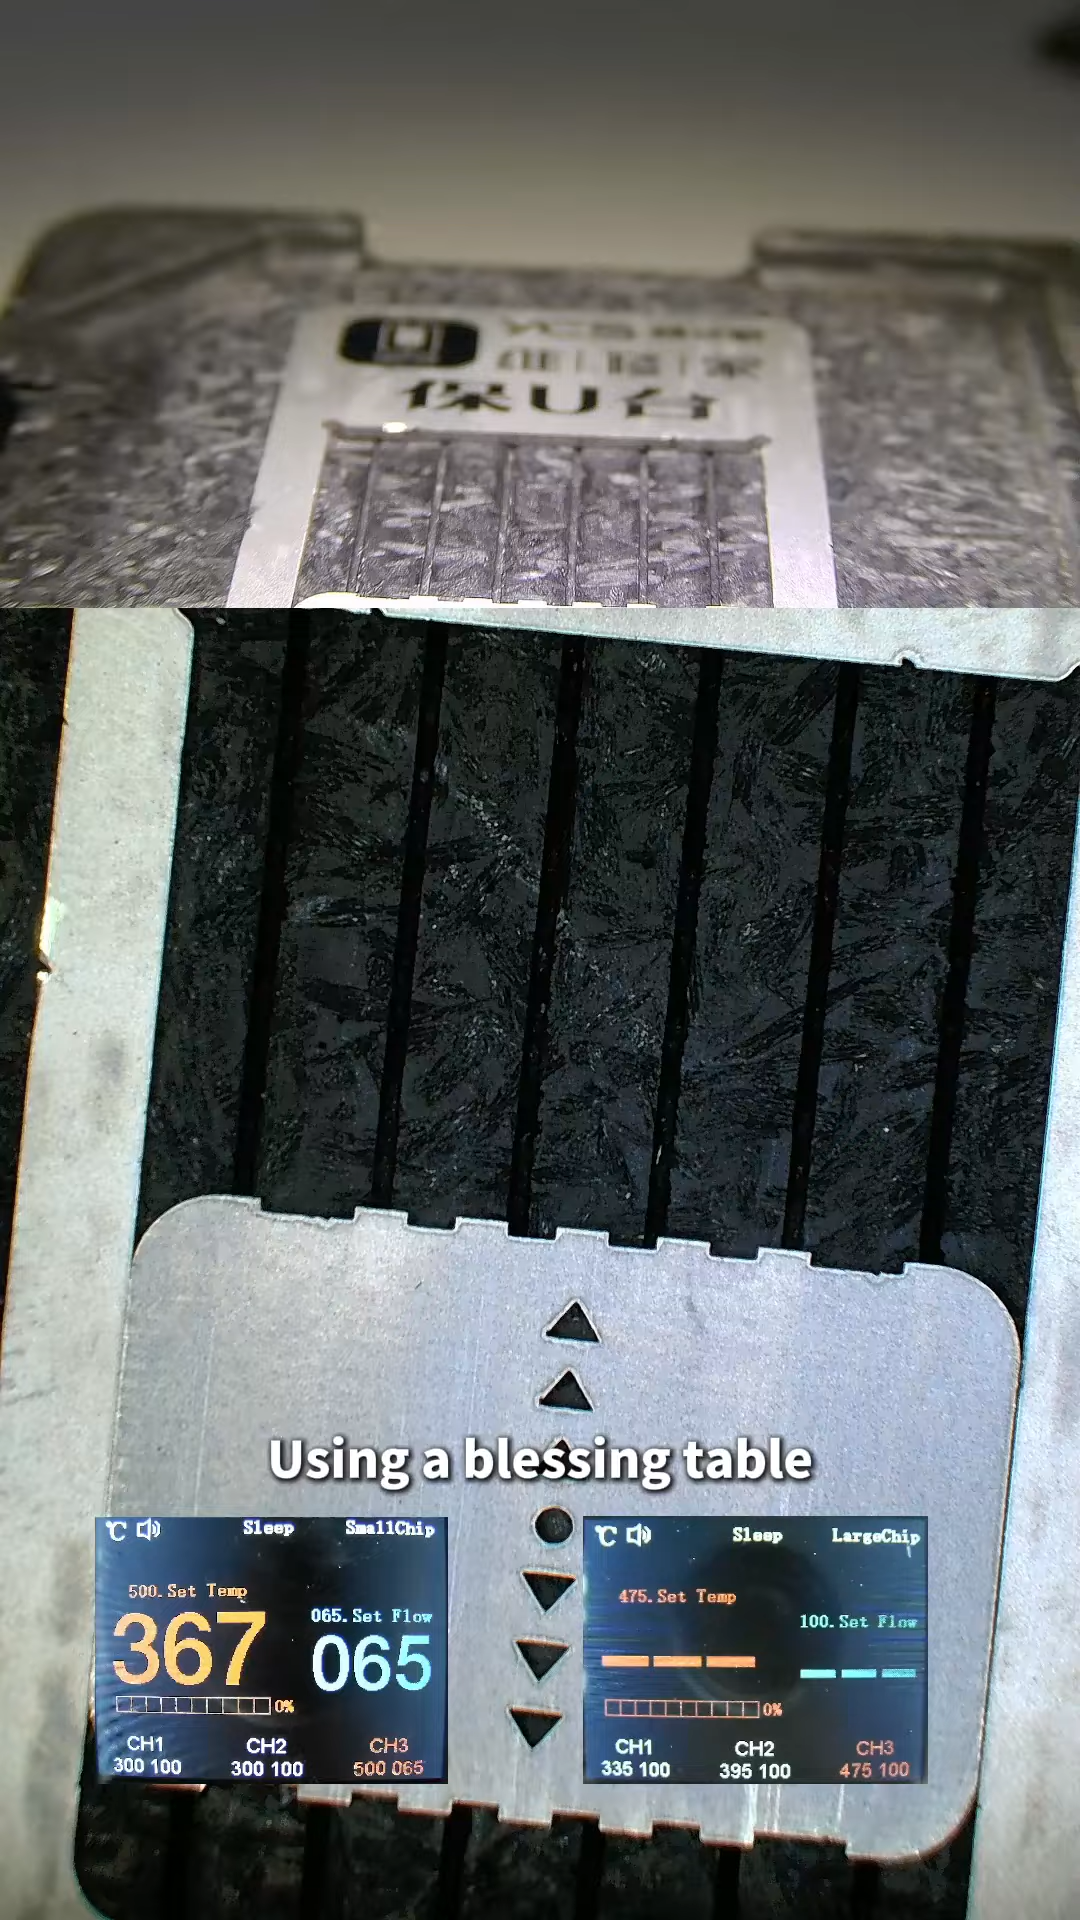 YCS
保U台
Using a blessing table
℃ Sleep SmallChip
500.Set Temp
367
065.Set Flow
065
0%
CH1 CH2 CH3
300 100 300 100 500 065
℃ Sleep LargeChip
475.Set Temp
100.Set Flow
0%
CH1 CH2 CH3
335 100 395 100 475 100